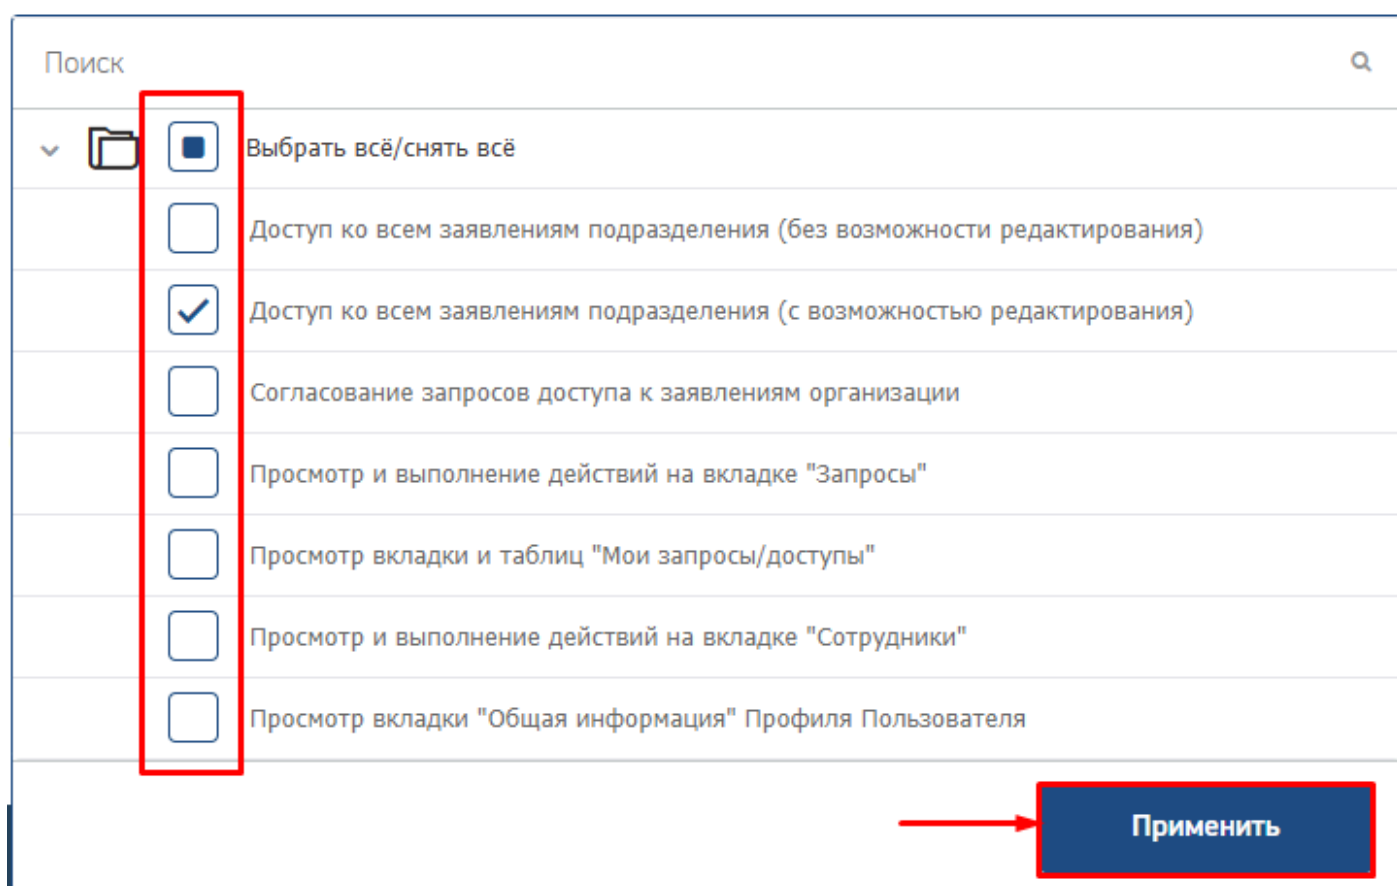 Поиск
Выбрать всё/снять всё
Доступ ко всем заявлениям подразделения (без возможности редактирования)
Доступ ко всем заявлениям подразделения (с возможностью редактирования)
Согласование запросов доступа к заявлениям организации
Просмотр и выполнение действий на вкладке "Запросы"
Просмотр вкладки и таблиц "Мои запросы/доступы"
Просмотр и выполнение действий на вкладке "Сотрудники"
Просмотр вкладки "Общая информация" Профиля Пользователя
Применить